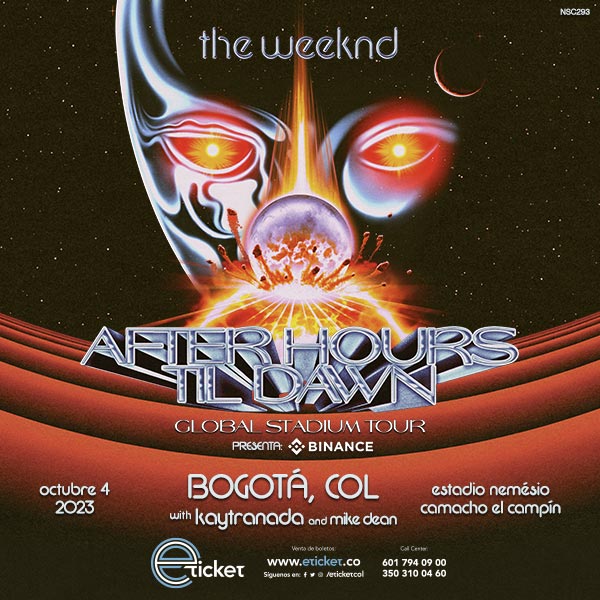 NSC293
the weeknd
AFTER HOURS
TIL DAWN
GLOBAL STADIUM TOUR
PRESENTA: BINANCE
octubre 4
2023
BOGOTÁ, COL
with kaytranada and mike dean
estadio nemésio
camacho el campín
eticket
Venta de boletos:
www.eticket.co
Síguenos en: /eticketcol
Call Center:
601 794 09 00
350 310 04 60